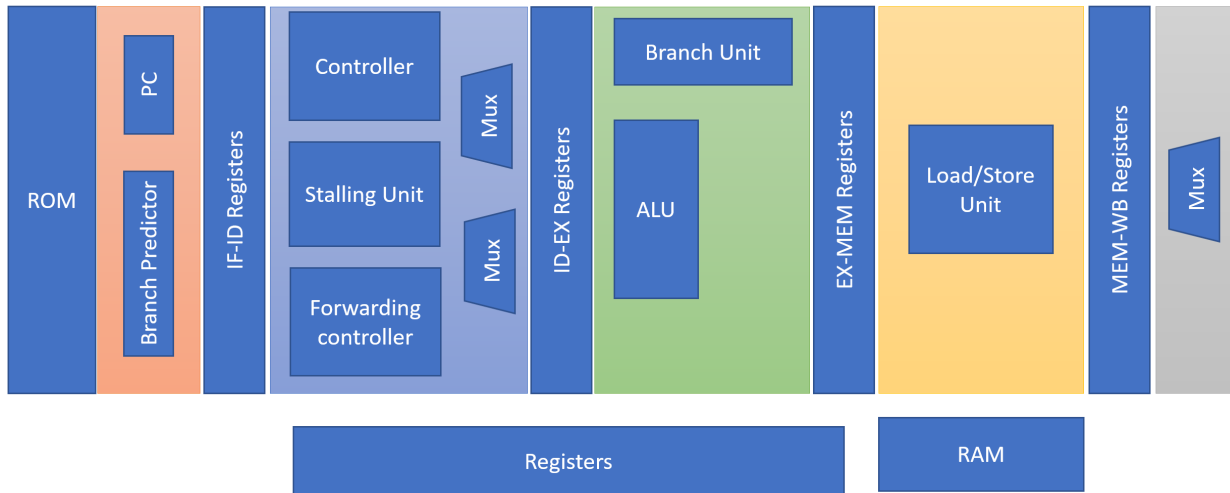 ROM
PC
Branch Predictor
IF-ID Registers
Controller
Stalling Unit
Forwarding
controller
Mux
Mux
ID-EX Registers
Branch Unit
ALU
EX-MEM Registers
Load/Store
Unit
MEM-WB Registers
Mux
Registers
RAM